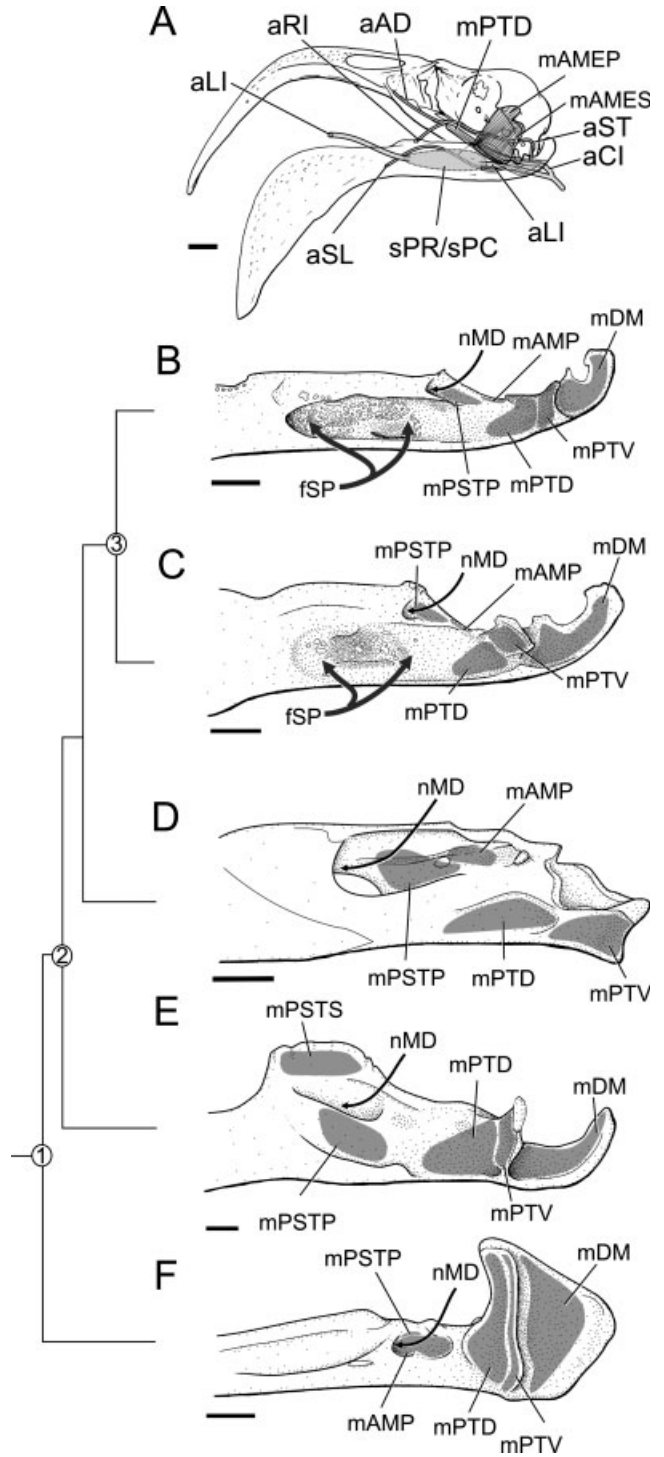 A
aRI
aAD
mPTD
mAMEP
aLI
mAMES
aST
aCI
aSL
sPR/sPC
aLI
B
nMD
mAMP
mDM
fSP
mPSTP
mPTD
mPTV
3
C
mPSTP
nMD
mAMP
mDM
fSP
mPTD
mPTV
D
nMD
mAMP
mPSTP
mPTD
mPTV
2
E
mPSTS
nMD
mPTD
mDM
mPSTP
mPTV
1
F
mPSTP
nMD
mDM
mAMP
mPTD
mPTV